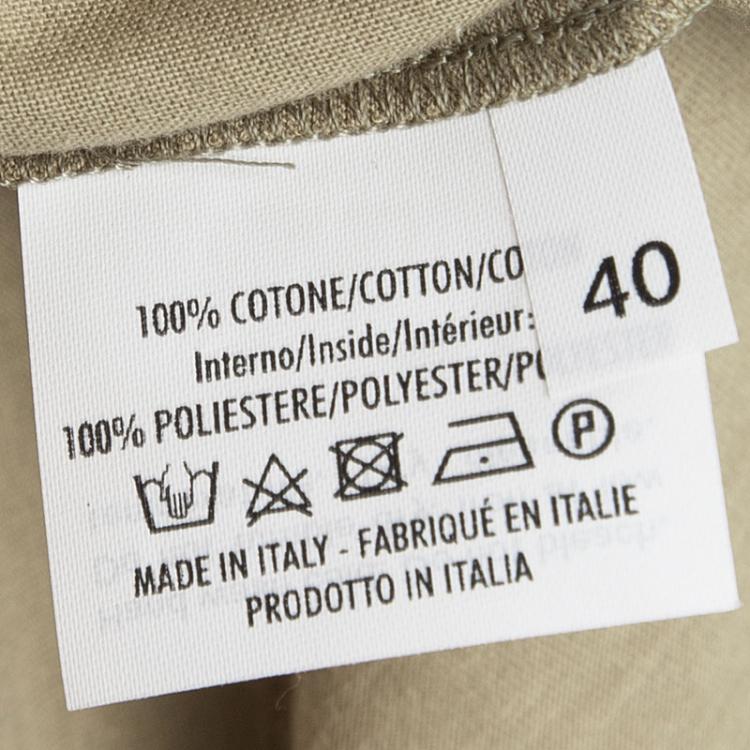 100% COTONE/COTTON/CO
40
Interno/Inside/Intérieur:
100% POLIESTERE/POLYESTER/PO
P
MADE IN ITALY - FABRIQUÉ EN ITALIE
PRODOTTO IN ITALIA